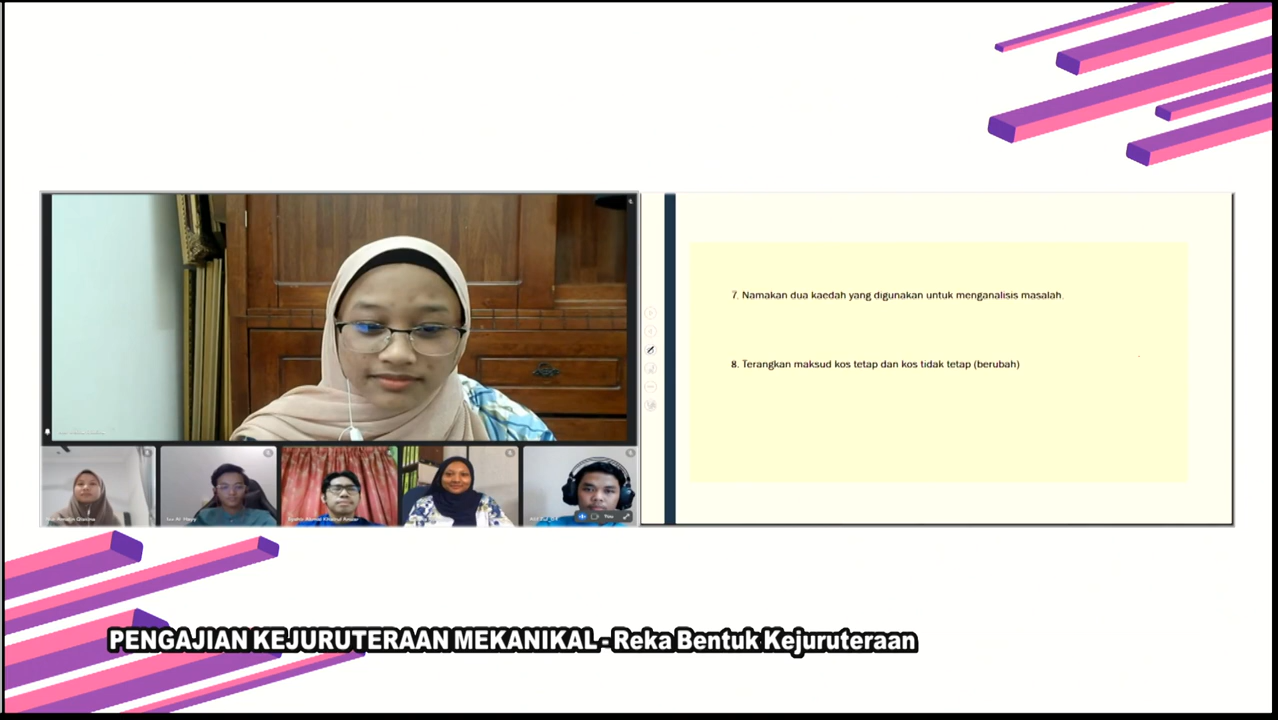 7. Namakan dua kaedah yang digunakan untuk menganalisis masalah.
8. Terangkan maksud kos tetap dan kos tidak tetap (berubah)
You
PENGAJIAN KEJURUTERAAN MEKANIKAL - Reka Bentuk Kejuruteraan